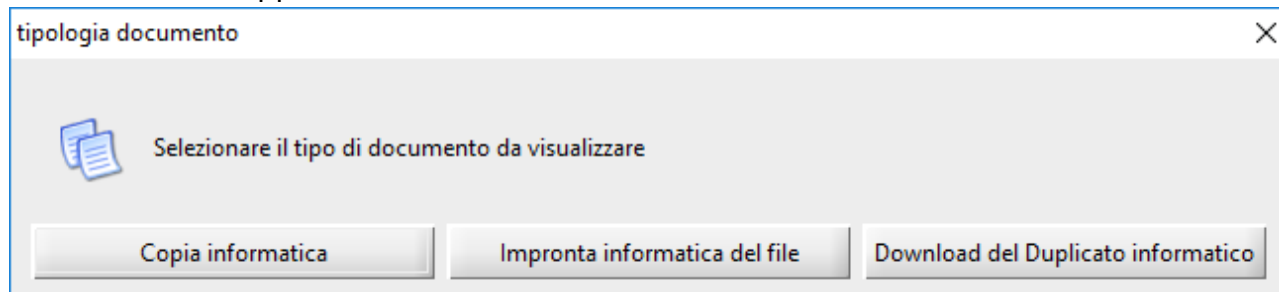 tipologia documento
Selezionare il tipo di documento da visualizzare
Copia informatica Impronta informatica del file Download del Duplicato informatico